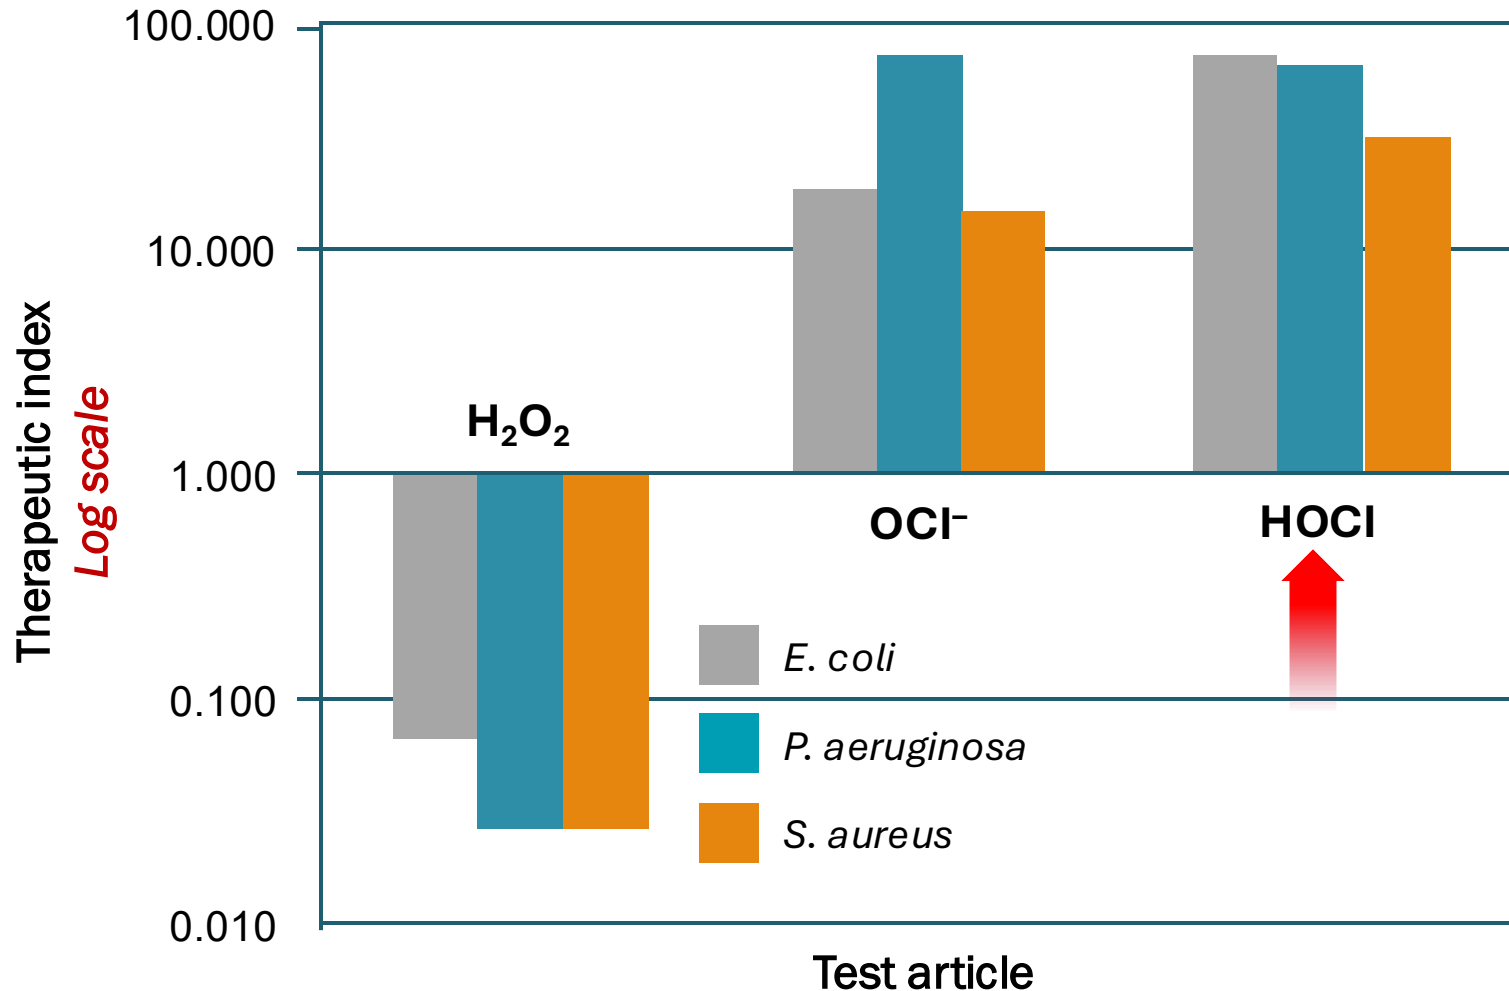 100.000
10.000
1.000
0.100
0.010
Therapeutic index
Log scale
H₂O₂
OCl⁻
HOCl
E. coli
P. aeruginosa
S. aureus
Test article